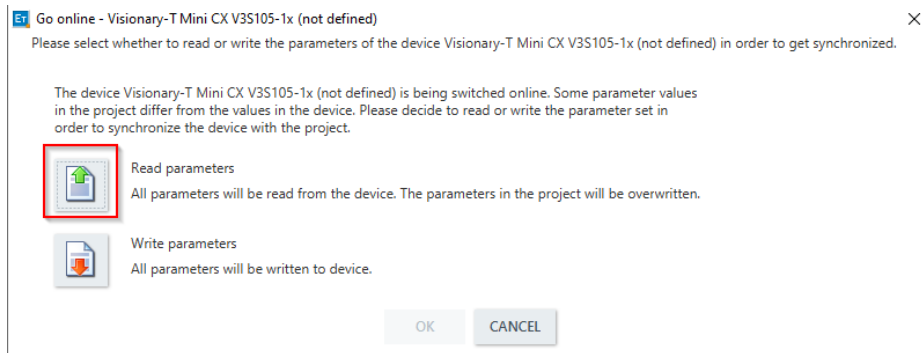 ET Go online - Visionary-T Mini CX V3S105-1x (not defined)
Please select whether to read or write the parameters of the device Visionary-T Mini CX V3S105-1x (not defined) in order to get synchronized.
The device Visionary-T Mini CX V3S105-1x (not defined) is being switched online. Some parameter values
in the project differ from the values in the device. Please decide to read or write the parameter set in
order to synchronize the device with the project.
Read parameters
All parameters will be read from the device. The parameters in the project will be overwritten.
Write parameters
All parameters will be written to device.
OK CANCEL